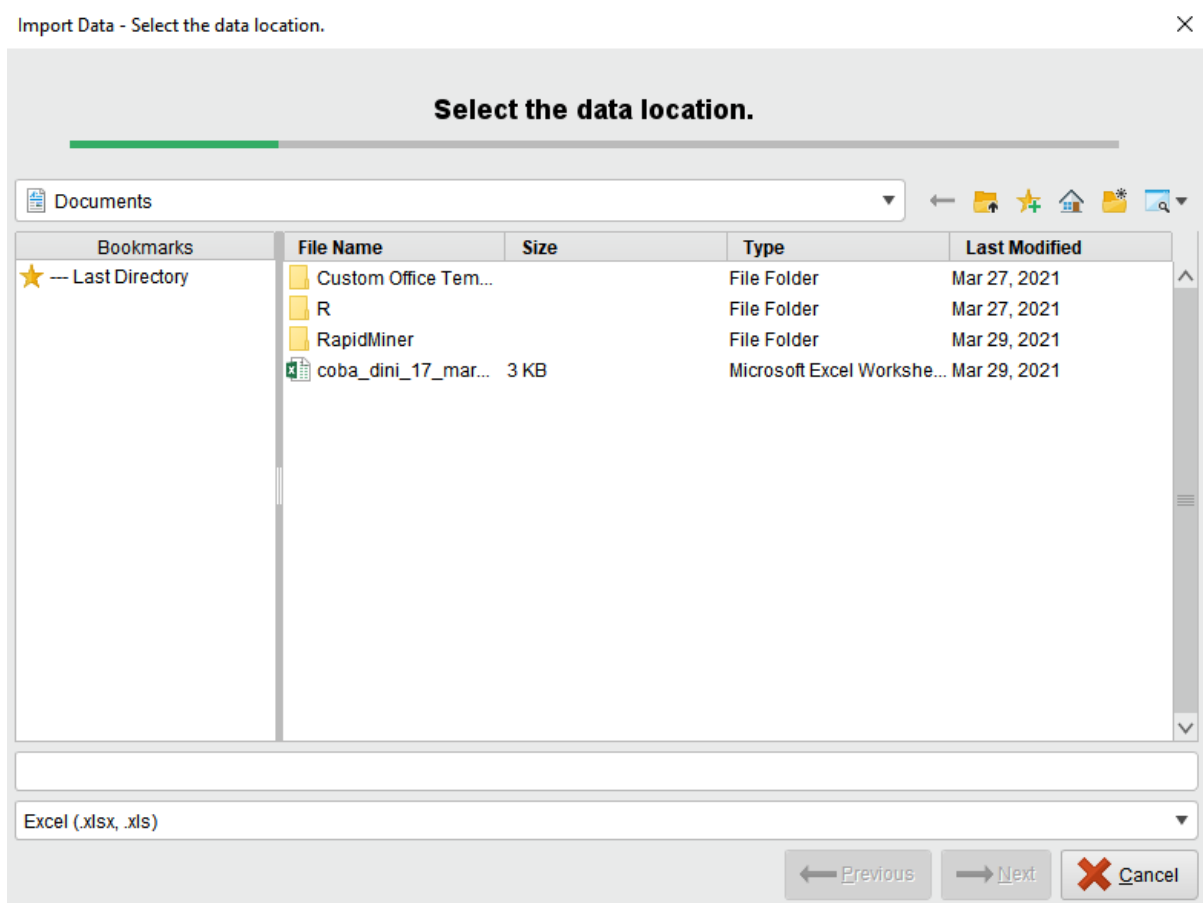 Import Data - Select the data location.
Select the data location.
Documents
Bookmarks File Name Size Type Last Modified
--- Last Directory Custom Office Tem... File Folder Mar 27, 2021
R File Folder Mar 27, 2021
RapidMiner File Folder Mar 29, 2021
coba_dini_17_mar... 3 KB Microsoft Excel Workshe... Mar 29, 2021
Excel (.xlsx, .xls)
Previous Next Cancel